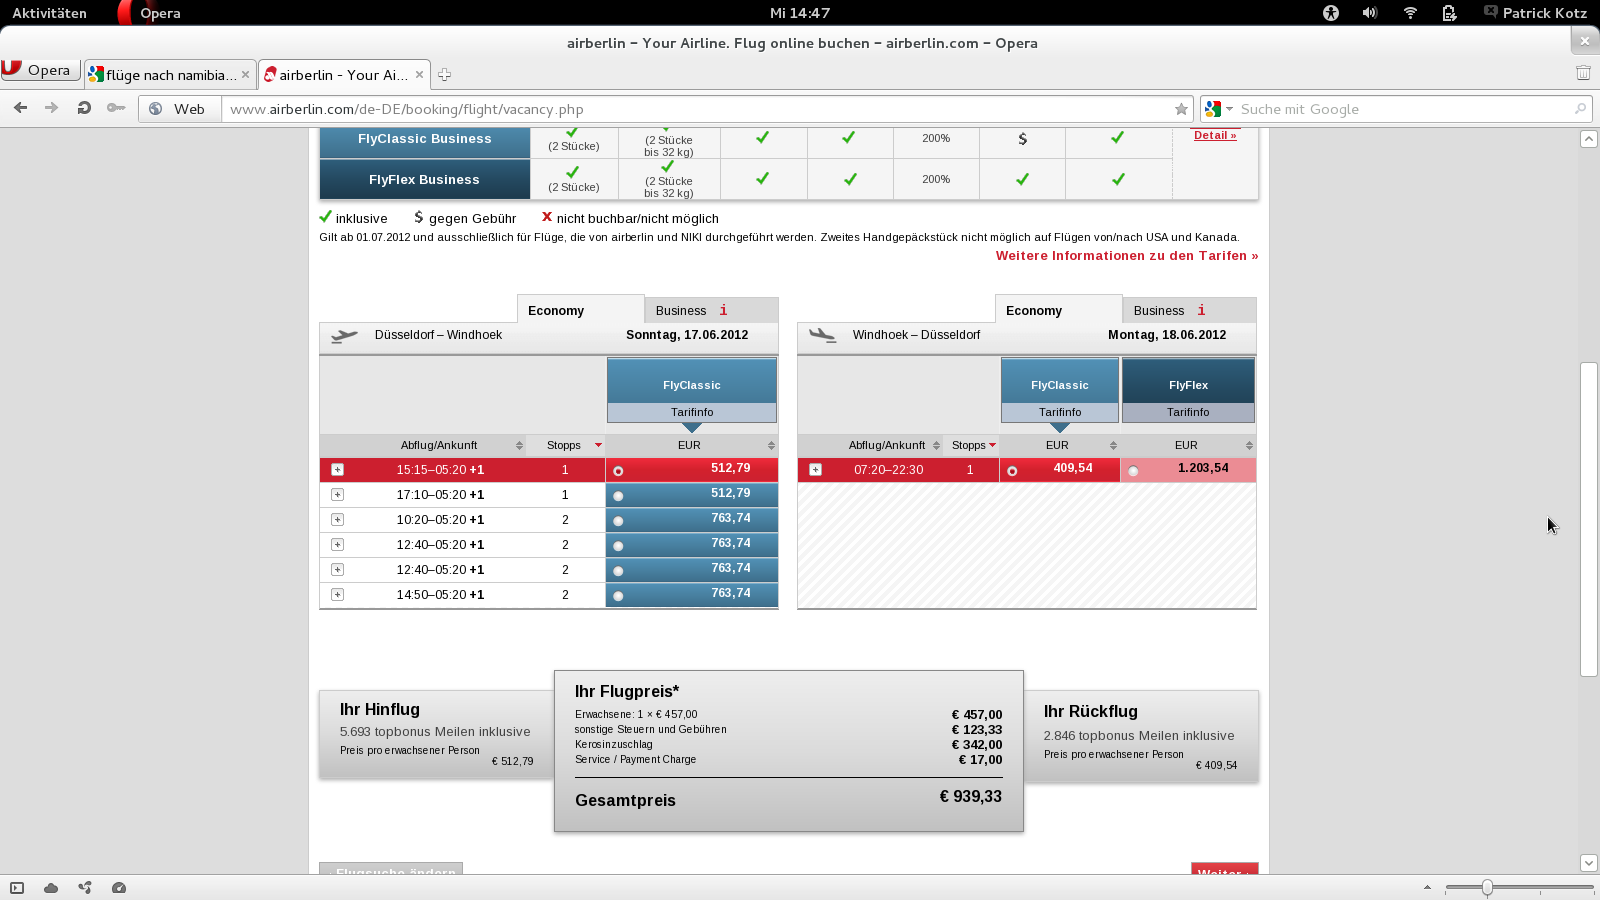 Aktivitäten Opera Mi 14:47 Patrick Kotz
airberlin – Your Airline. Flug online buchen – airberlin.com – Opera
Opera flüge nach namibia... airberlin - Your Ai...
Web www.airberlin.com/de-DE/booking/flight/vacancy.php Suche mit Google
FlyClassic Business (2 Stücke) (2 Stücke bis 32 kg) 200% $ Detail »
FlyFlex Business (2 Stücke) (2 Stücke bis 32 kg) 200%
inklusive $ gegen Gebühr x nicht buchbar/nicht möglich
Gilt ab 01.07.2012 und ausschließlich für Flüge, die von airberlin und NIKI durchgeführt werden. Zweites Handgepäckstück nicht möglich auf Flügen von/nach USA und Kanada.
Weitere Informationen zu den Tarifen »
Economy Business i
Düsseldorf – Windhoek Sonntag, 17.06.2012
FlyClassic
Tarifinfo
Abflug/Ankunft Stopps EUR
15:15–05:20 +1 1 512,79
17:10–05:20 +1 1 512,79
10:20–05:20 +1 2 763,74
12:40–05:20 +1 2 763,74
12:40–05:20 +1 2 763,74
14:50–05:20 +1 2 763,74
Economy Business i
Windhoek – Düsseldorf Montag, 18.06.2012
FlyClassic FlyFlex
Tarifinfo Tarifinfo
Abflug/Ankunft Stopps EUR EUR
07:20–22:30 1 409,54 1.203,54
Ihr Hinflug
5.693 topbonus Meilen inklusive
Preis pro erwachsener Person
€ 512,79
Ihr Flugpreis*
Erwachsene: 1 × € 457,00 € 457,00
sonstige Steuern und Gebühren € 123,33
Kerosinzuschlag € 342,00
Service / Payment Charge € 17,00
Gesamtpreis € 939,33
Ihr Rückflug
2.846 topbonus Meilen inklusive
Preis pro erwachsener Person
€ 409,54
‹ Flugsuche ändern Weiter ›